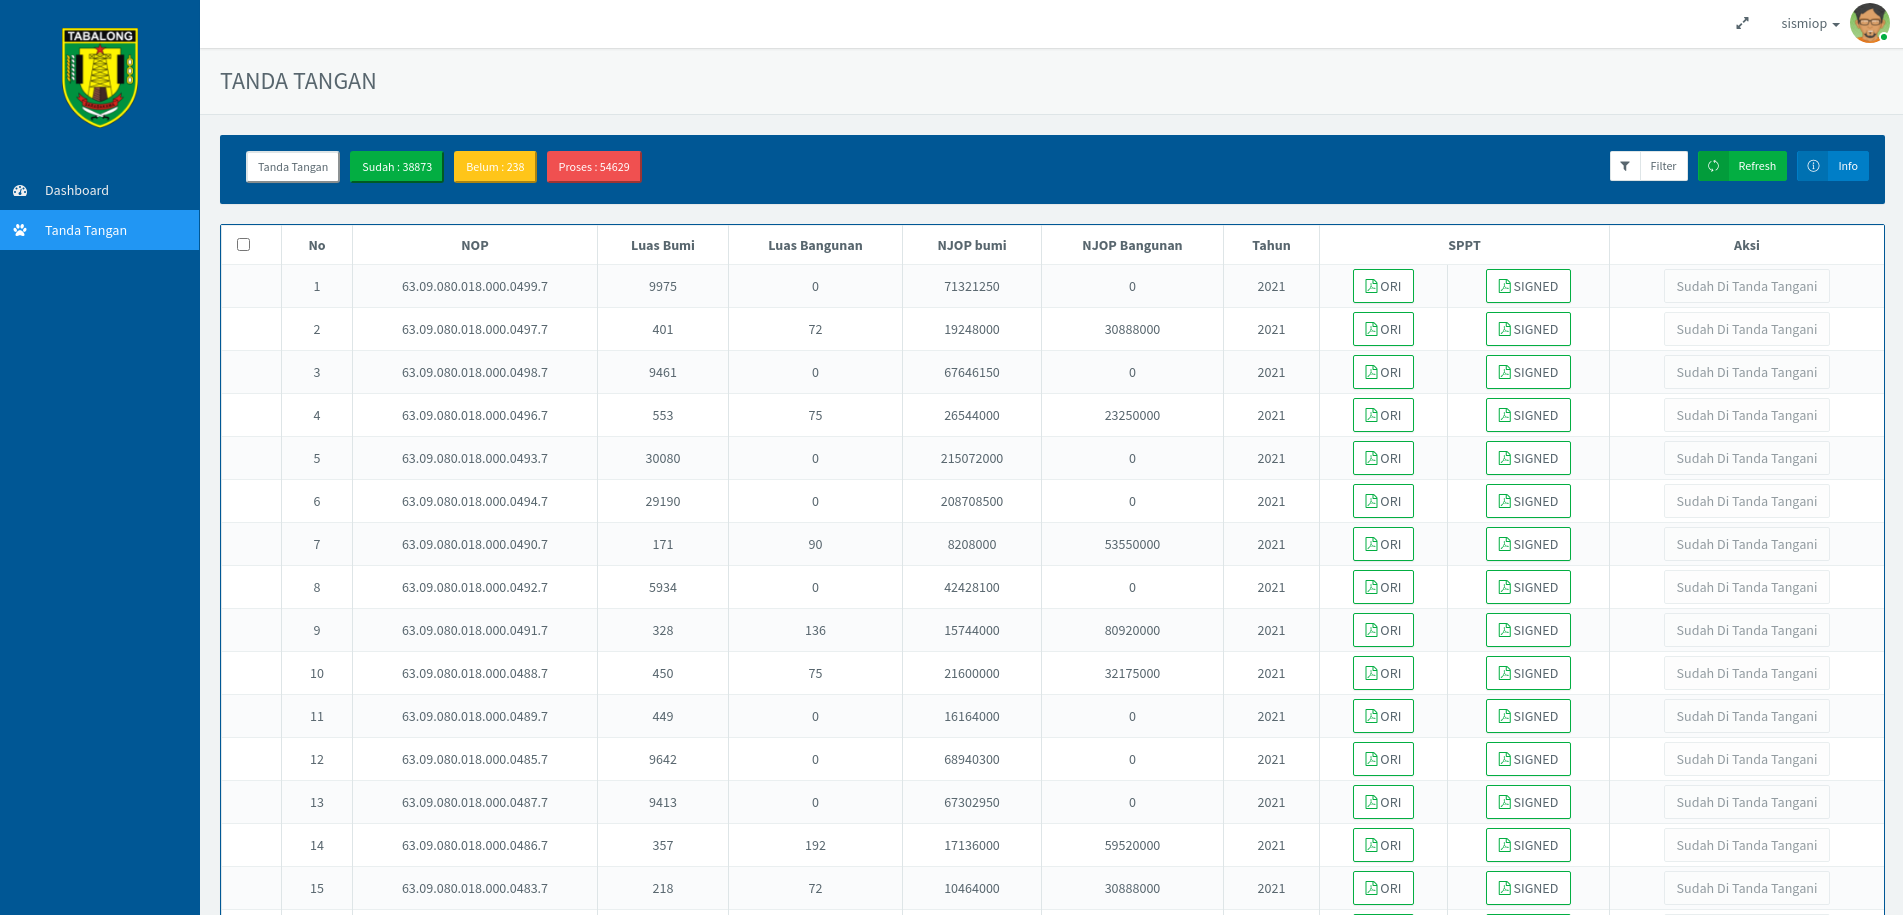 TABALONG
sismiop
Dashboard
Tanda Tangan
TANDA TANGAN
Tanda Tangan Sudah : 38873 Belum : 238 Proses : 54629 Filter Refresh Info
No NOP Luas Bumi Luas Bangunan NJOP bumi NJOP Bangunan Tahun SPPT Aksi
1 63.09.080.018.000.0499.7 9975 0 71321250 0 2021 ORI SIGNED Sudah Di Tanda Tangani
2 63.09.080.018.000.0497.7 401 72 19248000 30888000 2021 ORI SIGNED Sudah Di Tanda Tangani
3 63.09.080.018.000.0498.7 9461 0 67646150 0 2021 ORI SIGNED Sudah Di Tanda Tangani
4 63.09.080.018.000.0496.7 553 75 26544000 23250000 2021 ORI SIGNED Sudah Di Tanda Tangani
5 63.09.080.018.000.0493.7 30080 0 215072000 0 2021 ORI SIGNED Sudah Di Tanda Tangani
6 63.09.080.018.000.0494.7 29190 0 208708500 0 2021 ORI SIGNED Sudah Di Tanda Tangani
7 63.09.080.018.000.0490.7 171 90 8208000 53550000 2021 ORI SIGNED Sudah Di Tanda Tangani
8 63.09.080.018.000.0492.7 5934 0 42428100 0 2021 ORI SIGNED Sudah Di Tanda Tangani
9 63.09.080.018.000.0491.7 328 136 15744000 80920000 2021 ORI SIGNED Sudah Di Tanda Tangani
10 63.09.080.018.000.0488.7 450 75 21600000 32175000 2021 ORI SIGNED Sudah Di Tanda Tangani
11 63.09.080.018.000.0489.7 449 0 16164000 0 2021 ORI SIGNED Sudah Di Tanda Tangani
12 63.09.080.018.000.0485.7 9642 0 68940300 0 2021 ORI SIGNED Sudah Di Tanda Tangani
13 63.09.080.018.000.0487.7 9413 0 67302950 0 2021 ORI SIGNED Sudah Di Tanda Tangani
14 63.09.080.018.000.0486.7 357 192 17136000 59520000 2021 ORI SIGNED Sudah Di Tanda Tangani
15 63.09.080.018.000.0483.7 218 72 10464000 30888000 2021 ORI SIGNED Sudah Di Tanda Tangani